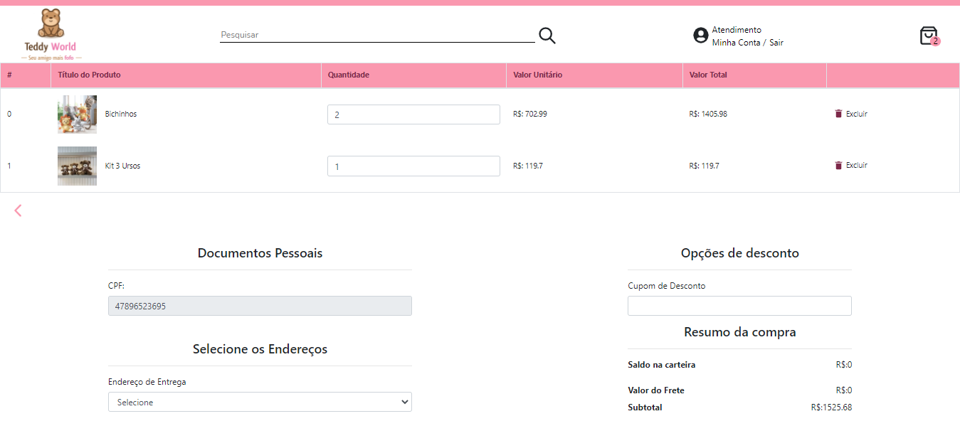 Teddy World
Seu amigo mais fofo
Pesquisar
Atendimento
Minha Conta / Sair
2
# Título do Produto Quantidade Valor Unitário Valor Total
0 Bichinhos 2 R$: 702.99 R$: 1405.98 Excluir
1 Kit 3 Ursos 1 R$: 119.7 R$: 119.7 Excluir
Documentos Pessoais
CPF:
47896523695
Selecione os Endereços
Endereço de Entrega
Selecione
Opções de desconto
Cupom de Desconto
Resumo da compra
Saldo na carteira R$:0
Valor do Frete R$:0
Subtotal R$:1525.68